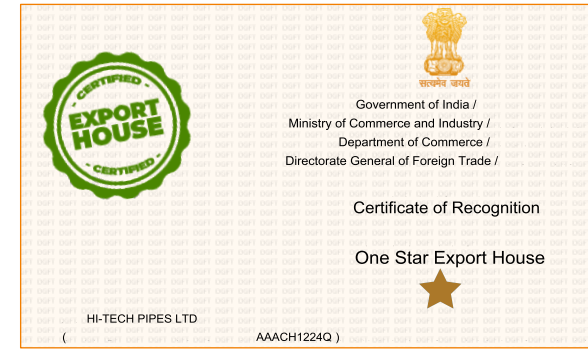 CERTIFIED
EXPORT
HOUSE
CERTIFIED
सत्यमेव जयते
Government of India /
Ministry of Commerce and Industry /
Department of Commerce /
Directorate General of Foreign Trade /
Certificate of Recognition
One Star Export House
HI-TECH PIPES LTD
( AAACH1224Q )